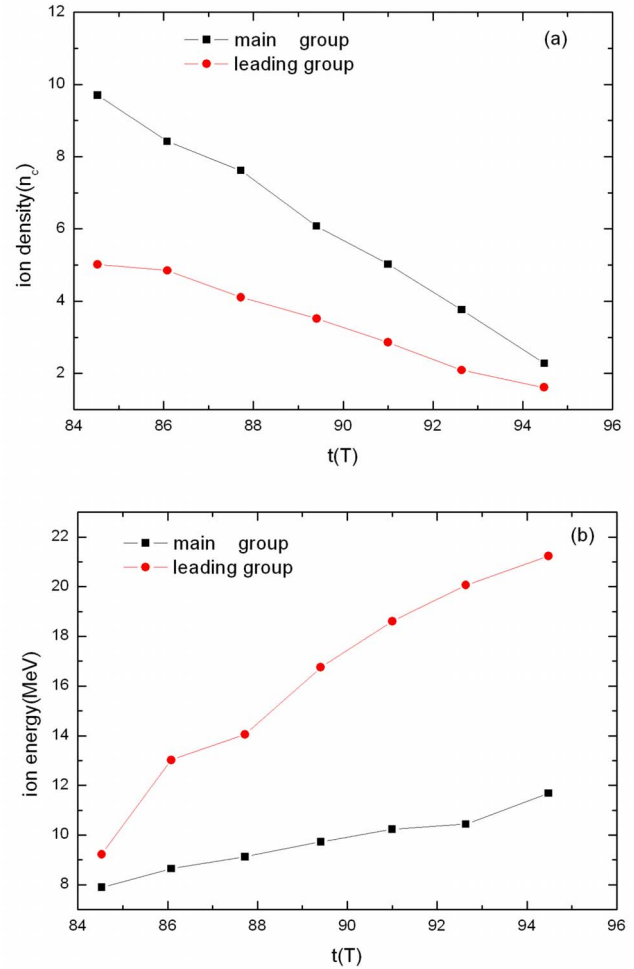 12
10
8
6
4
2
ion density(n_c)
main group
leading group
(a)
84 86 88 90 92 94 96
t(T)
22
20
18
16
14
12
10
8
ion energy(MeV)
main group
leading group
(b)
84 86 88 90 92 94 96
t(T)